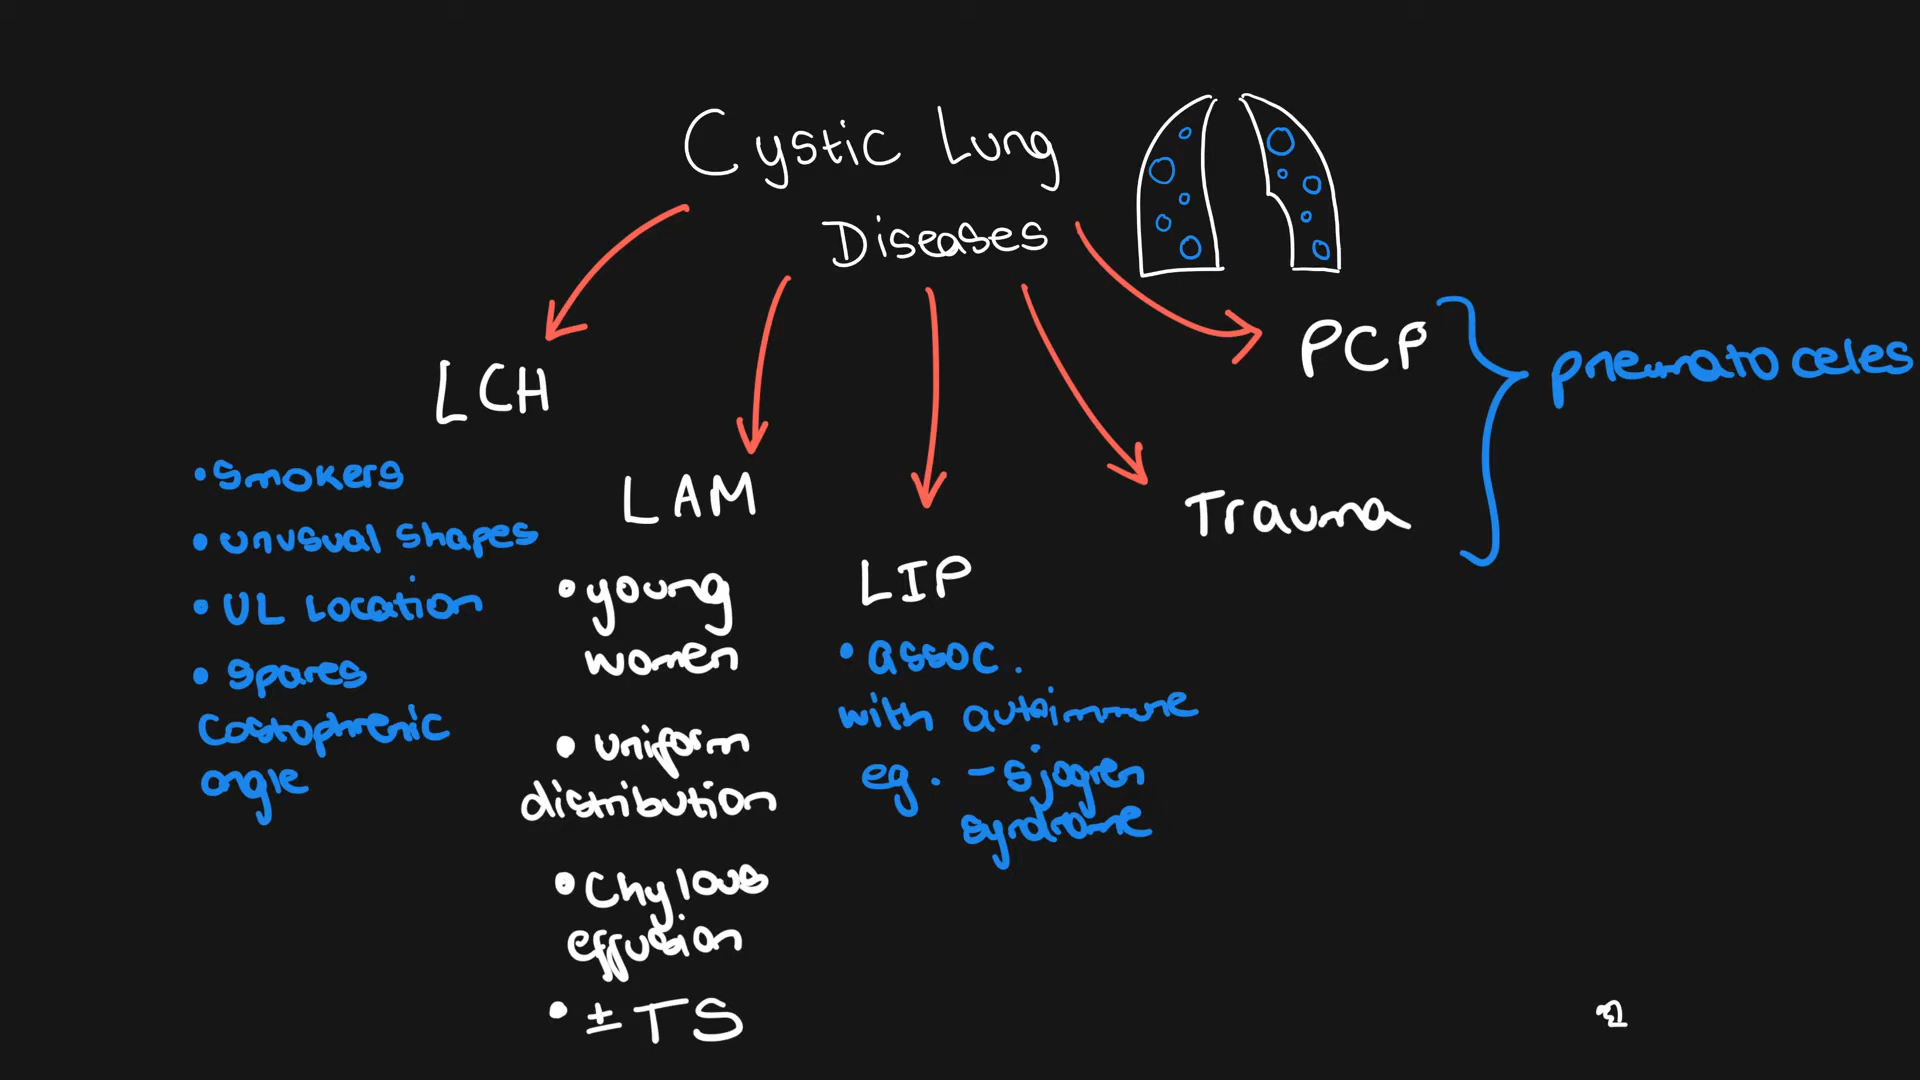 Cystic Lung
Diseases
LCH
• smokers
• unusual shapes
• UL Location
• spares
costophrenic
angle
LAM
• young
women
• uniform
distribution
• Chylous
effusion
• ± TS
LIP
• assoc.
with autoimmune
eg. - sjogren
syndrome
Trauma
PCP
pneumatoceles